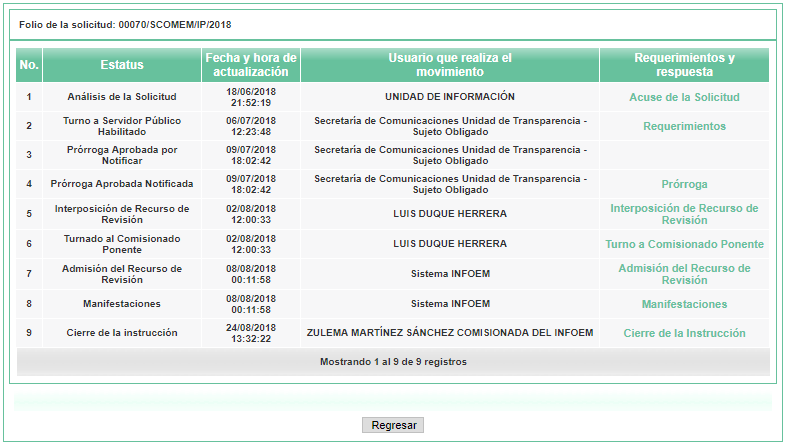 Folio de la solicitud: 00070/SCOMEM/IP/2018
No. Estatus Fecha y hora de actualización Usuario que realiza el movimiento Requerimientos y respuesta
1 Análisis de la Solicitud 18/06/2018 21:52:19 UNIDAD DE INFORMACIÓN Acuse de la Solicitud
2 Turno a Servidor Público Habilitado 06/07/2018 12:23:48 Secretaría de Comunicaciones Unidad de Transparencia - Sujeto Obligado Requerimientos
3 Prórroga Aprobada por Notificar 09/07/2018 18:02:42 Secretaría de Comunicaciones Unidad de Transparencia - Sujeto Obligado
4 Prórroga Aprobada Notificada 09/07/2018 18:02:42 Secretaría de Comunicaciones Unidad de Transparencia - Sujeto Obligado Prórroga
5 Interposición de Recurso de Revisión 02/08/2018 12:00:33 LUIS DUQUE HERRERA Interposición de Recurso de Revisión
6 Turnado al Comisionado Ponente 02/08/2018 12:00:33 LUIS DUQUE HERRERA Turno a Comisionado Ponente
7 Admisión del Recurso de Revisión 08/08/2018 00:11:58 Sistema INFOEM Admisión del Recurso de Revisión
8 Manifestaciones 08/08/2018 00:11:58 Sistema INFOEM Manifestaciones
9 Cierre de la instrucción 24/08/2018 13:32:22 ZULEMA MARTÍNEZ SÁNCHEZ COMISIONADA DEL INFOEM Cierre de la Instrucción
Mostrando 1 al 9 de 9 registros
Regresar